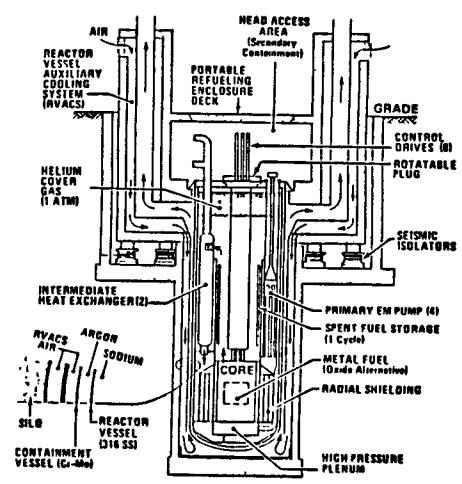 AIR
REACTOR
VESSEL
AUXILIARY
COOLING
SYSTEM
(RVACS)
HEAD ACCESS
AREA
(Secondary
Containment)
PORTABLE
REFUELING
ENCLOSURE
DECK
GRADE
CONTROL
DRIVES (6)
ROTATABLE
PLUG
HELIUM
COVER
GAS
(1 ATM)
SEISMIC
ISOLATORS
INTERMEDIATE
HEAT EXCHANGER(2)
PRIMARY EM PUMP (4)
SPENT FUEL STORAGE
(1 Cycle)
METAL FUEL
(Oxide Alternative)
CORE
RADIAL SHIELDING
RVACS
AIR
ARGON
SODIUM
SILO
REACTOR
VESSEL
(316 SS)
CONTAINMENT
VESSEL (Cr-Mo)
HIGH PRESSURE
PLENUM